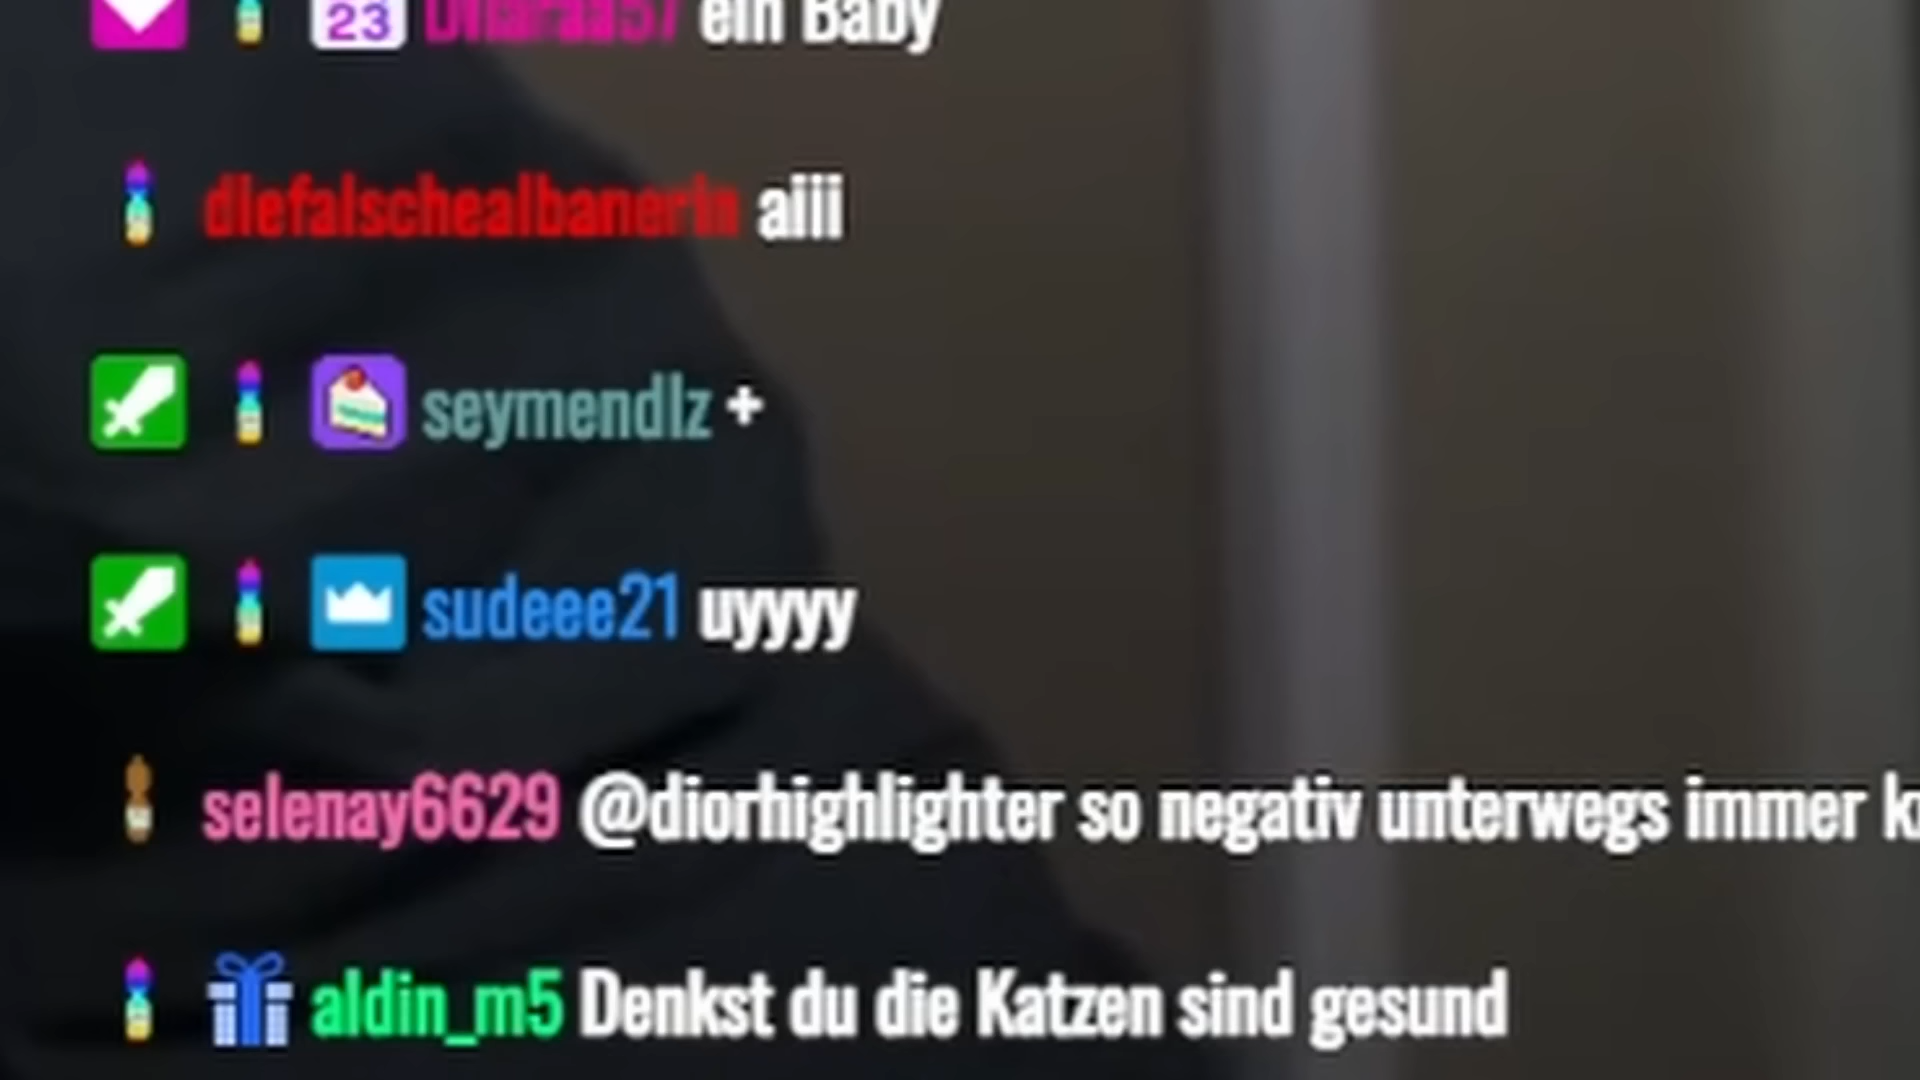 23 ein Baby
diefalschealbanerin aiii
seymendlz +
sudeee21 uyyyy
selenay6629 @diorhighlighter so negativ unterwegs immer
aldin_m5 Denkst du die Katzen sind gesund